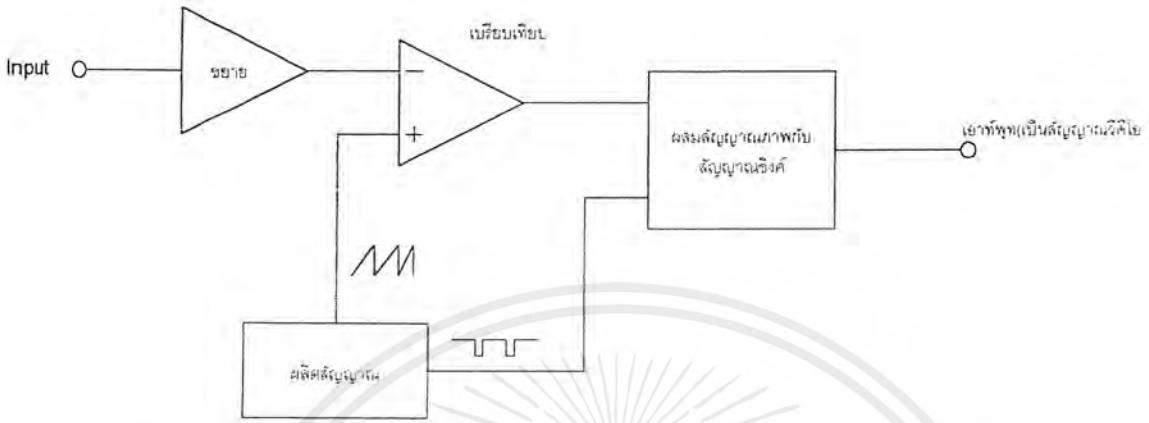 เปรียบเทียบ
Input
ขยาย
−
+
ผสมสัญญาณภาพกับ
สัญญาณซิงค์
เอาท์พุท(เป็นสัญญาณวีดีโอ
ผลิตสัญญาณ